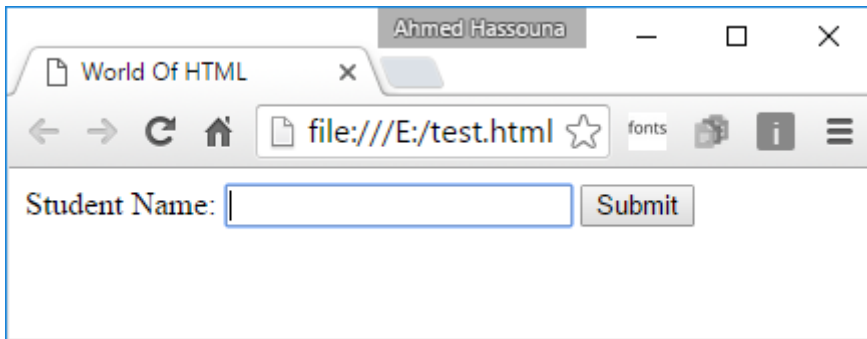 Ahmed Hassouna
World Of HTML
file:///E:/test.html fonts i
Student Name: Submit